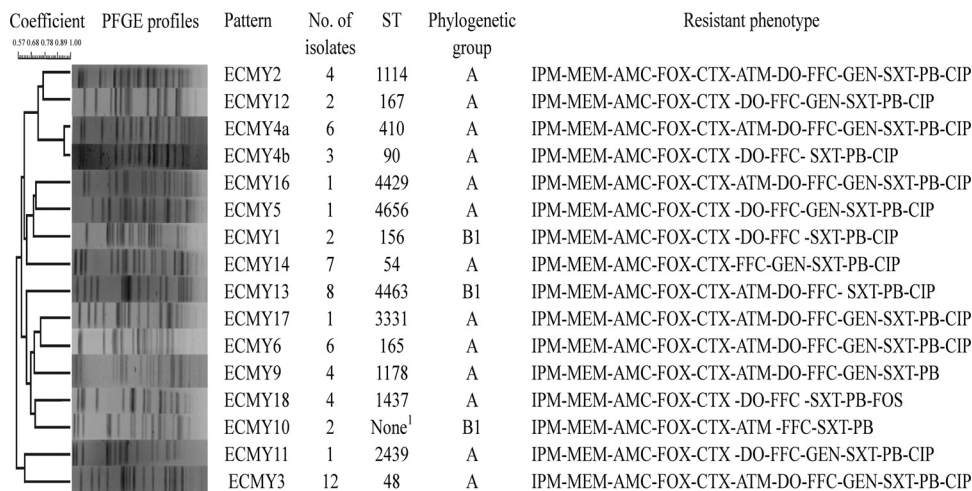 Coefficient PFGE profiles Pattern No. of isolates ST Phylogenetic group Resistant phenotype
0.57 0.68 0.78 0.89 1.00
ECMY2 4 1114 A IPM-MEM-AMC-FOX-CTX-ATM-DO-FFC-GEN-SXT-PB-CIP
ECMY12 2 167 A IPM-MEM-AMC-FOX-CTX -DO-FFC-GEN-SXT-PB-CIP
ECMY4a 6 410 A IPM-MEM-AMC-FOX-CTX-ATM-DO-FFC-GEN-SXT-PB-CIP
ECMY4b 3 90 A IPM-MEM-AMC-FOX-CTX -DO-FFC- SXT-PB-CIP
ECMY16 1 4429 A IPM-MEM-AMC-FOX-CTX-ATM-DO-FFC-GEN-SXT-PB-CIP
ECMY5 1 4656 A IPM-MEM-AMC-FOX-CTX -DO-FFC-GEN-SXT-PB-CIP
ECMY1 2 156 B1 IPM-MEM-AMC-FOX-CTX -DO-FFC -SXT-PB-CIP
ECMY14 7 54 A IPM-MEM-AMC-FOX-CTX-FFC-GEN-SXT-PB-CIP
ECMY13 8 4463 B1 IPM-MEM-AMC-FOX-CTX-ATM-DO-FFC- SXT-PB-CIP
ECMY17 1 3331 A IPM-MEM-AMC-FOX-CTX-ATM-DO-FFC-GEN-SXT-PB-CIP
ECMY6 6 165 A IPM-MEM-AMC-FOX-CTX-ATM-DO-FFC-GEN-SXT-PB-CIP
ECMY9 4 1178 A IPM-MEM-AMC-FOX-CTX-ATM-DO-FFC-GEN-SXT-PB
ECMY18 4 1437 A IPM-MEM-AMC-FOX-CTX -DO-FFC -SXT-PB-FOS
ECMY10 2 None¹ B1 IPM-MEM-AMC-FOX-CTX-ATM -FFC-SXT-PB
ECMY11 1 2439 A IPM-MEM-AMC-FOX-CTX -DO-FFC-GEN-SXT-PB-CIP
ECMY3 12 48 A IPM-MEM-AMC-FOX-CTX-ATM-DO-FFC-GEN-SXT-PB-CIP